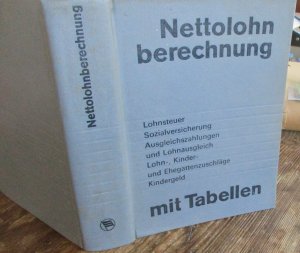 Nettolohnberechnung
Nettolohn
berechnung
Lohnsteuer
Sozialversicherung
Ausgleichszahlungen
und Lohnausgleich
Lohn-, Kinder-
und Ehegattenzuschläge
Kindergeld
mit Tabellen